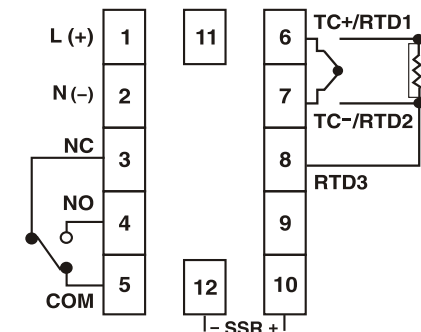 L (+) 1 11 6 TC+/RTD1
N (–) 2 7
TC–/RTD2
NC 3 8
RTD3
NO 4 9
5 12 10
COM
– SSR +